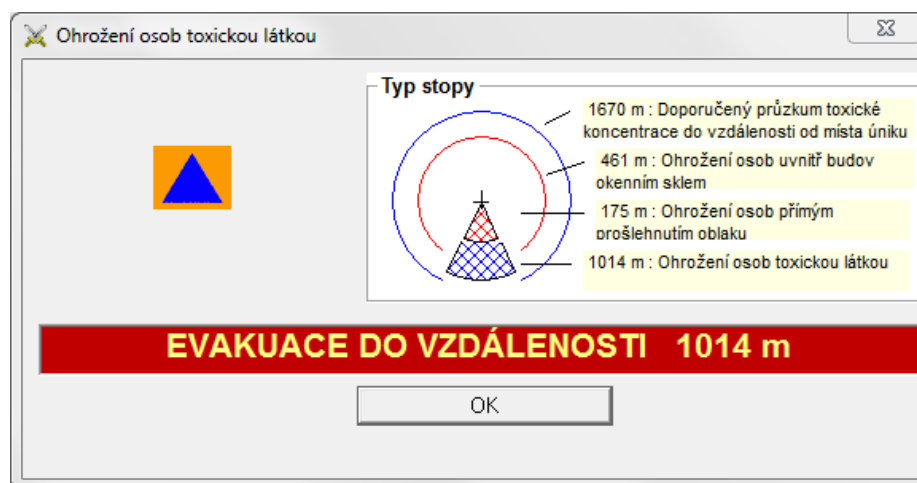 Ohrožení osob toxickou látkou
Typ stopy
1670 m : Doporučený průzkum toxické
koncentrace do vzdálenosti od místa úniku
461 m : Ohrožení osob uvnitř budov
okenním sklem
175 m : Ohrožení osob přímým
prošlehnutím oblaku
1014 m : Ohrožení osob toxickou látkou
EVAKUACE DO VZDÁLENOSTI 1014 m
OK